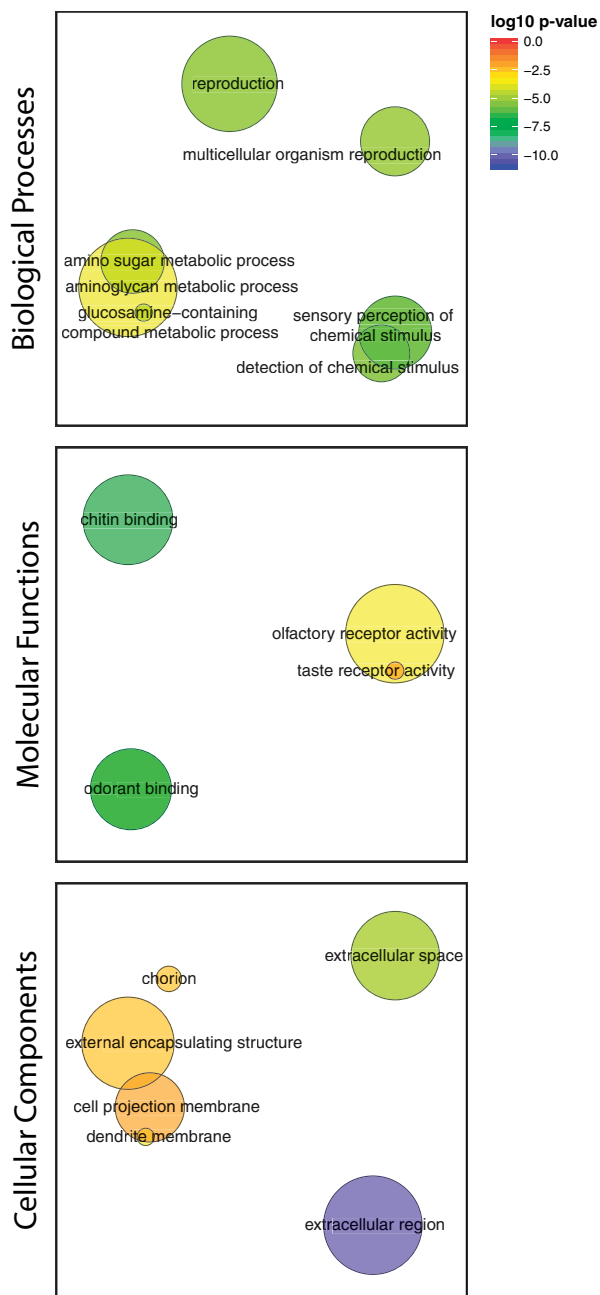 log10 p-value
0.0
−2.5
−5.0
−7.5
−10.0
Biological Processes
reproduction
multicellular organism reproduction
amino sugar metabolic process
aminoglycan metabolic process
glucosamine−containing
compound metabolic process
sensory perception of
chemical stimulus
detection of chemical stimulus
Molecular Functions
chitin binding
olfactory receptor activity
taste receptor activity
odorant binding
Cellular Components
extracellular space
chorion
external encapsulating structure
cell projection membrane
dendrite membrane
extracellular region